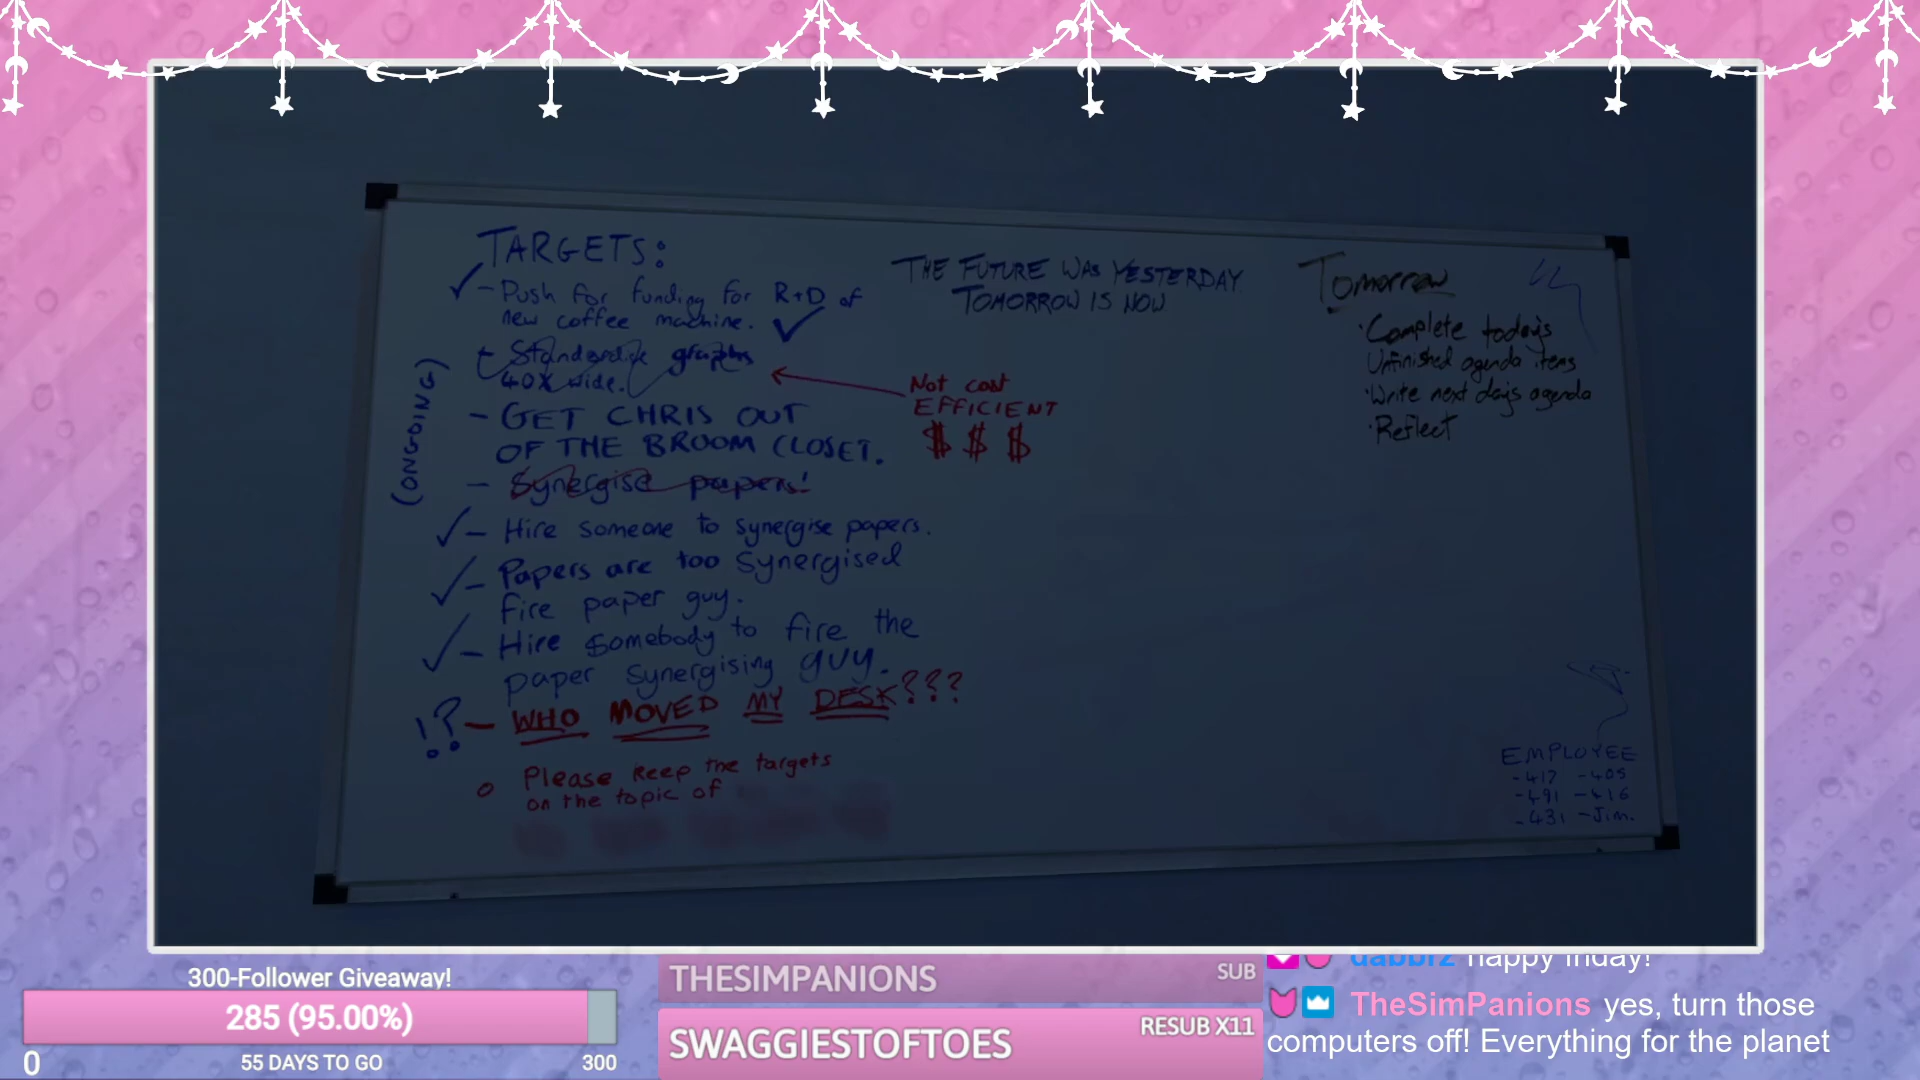 TARGETS:
✓ - Push for funding for R+D of
new coffee machine. ✓
- Standardise graphs
40% wide.
(ONGOING)
- GET CHRIS OUT
OF THE BROOM CLOSET.
- Synergise papers!
✓ - Hire someone to synergise papers.
✓ - Papers are too synergised
fire paper guy.
✓ - Hire somebody to fire the
paper synergising guy.
!? - WHO MOVED MY DESK???
o Please keep the targets
on the topic of
Not cost
EFFICIENT
$ $ $
THE FUTURE WAS YESTERDAY
TOMORROW IS NOW
Tomorrow
· Complete todays
unfinished agenda items
· Write next days agenda
· Reflect
EMPLOYEE
- 417 - 405
- 491 - 416
- 431 - Jim.
300-Follower Giveaway!
285 (95.00%)
0 55 DAYS TO GO 300
THESIMPANIONS SUB
SWAGGIESTOFTOES RESUB X11
dabbrz happy friday!
TheSimPanions yes, turn those
computers off! Everything for the planet